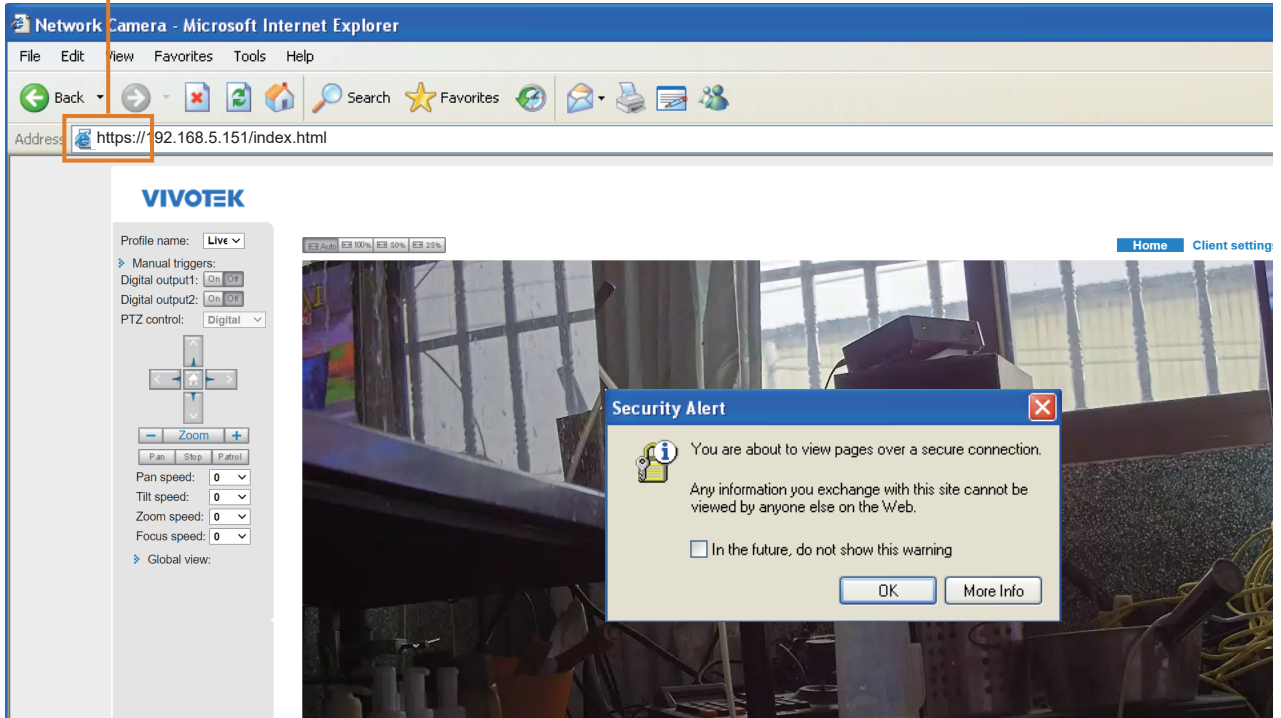 Network Camera - Microsoft Internet Explorer
File Edit View Favorites Tools Help
Back Search Favorites
Address https://192.168.5.151/index.html
VIVOTEK
Profile name: Live
Auto 100% 50% 25%
Home Client settings
Manual triggers:
Digital output1: On Off
Digital output2: On Off
PTZ control: Digital
Zoom
Pan Stop Patrol
Pan speed: 0
Tilt speed: 0
Zoom speed: 0
Focus speed: 0
Global view:
Security Alert
You are about to view pages over a secure connection.
Any information you exchange with this site cannot be
viewed by anyone else on the Web.
In the future, do not show this warning
OK More Info